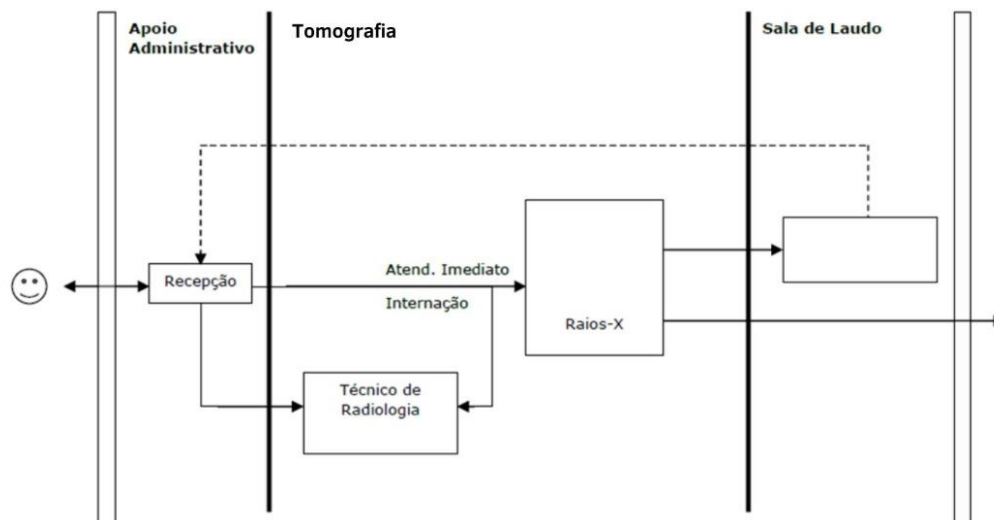 Apoio
Administrativo
Tomografia
Sala de Laudo
Recepção
Atend. Imediato
Internação
Raios-X
Técnico de
Radiologia